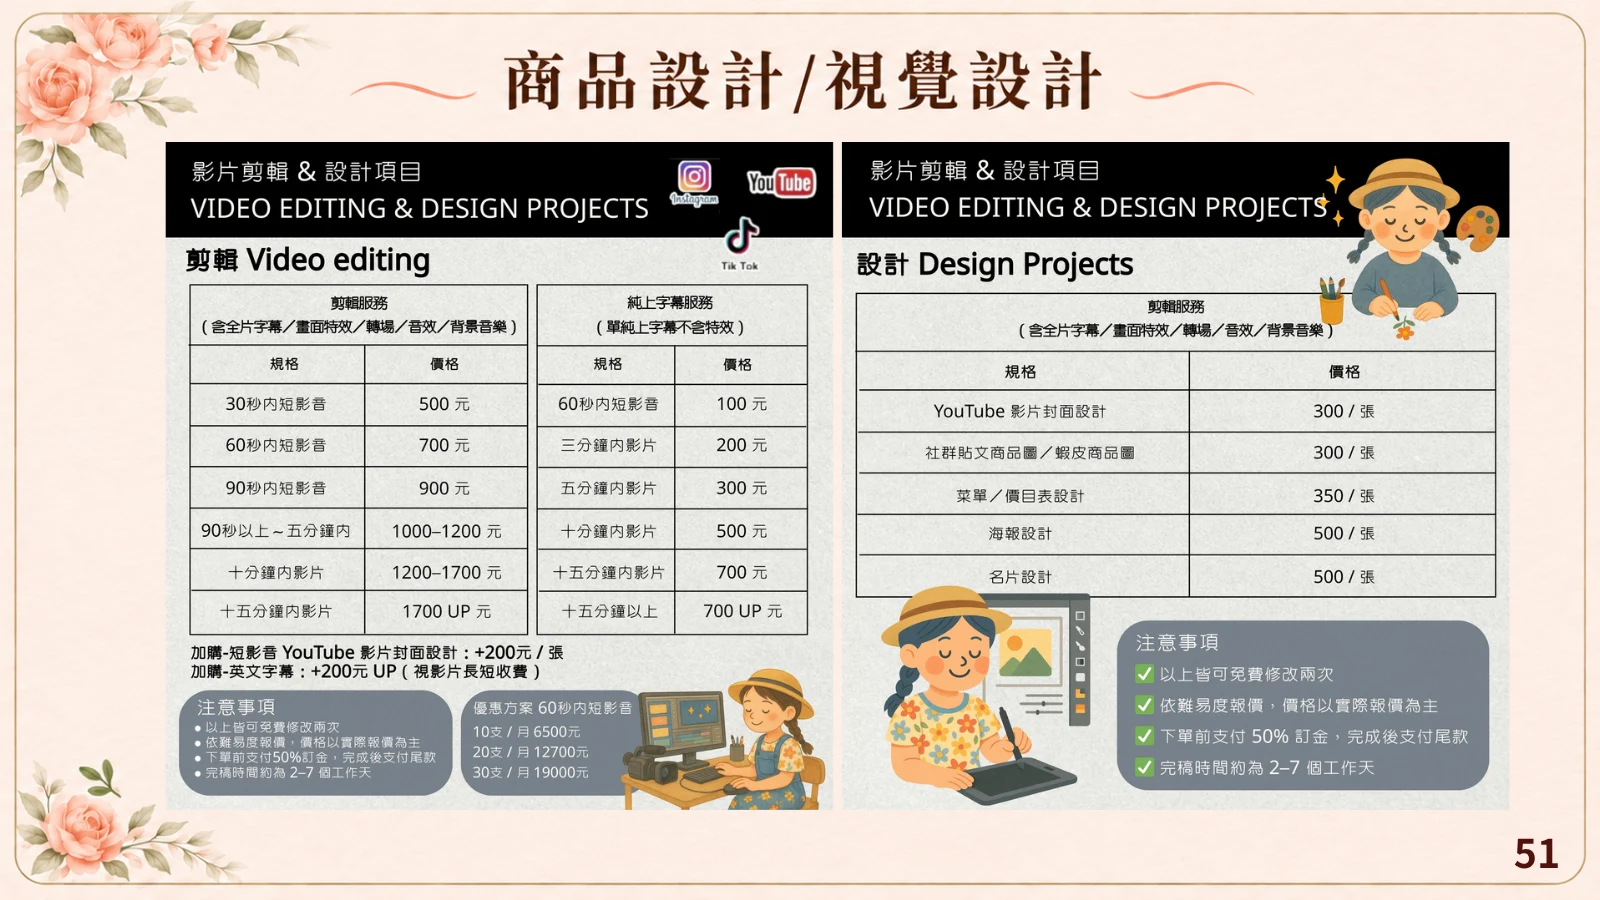 商品設計/視覺設計
影片剪輯 & 設計項目
VIDEO EDITING & DESIGN PROJECTS
Instagram
YouTube
Tik Tok
剪輯 Video editing
剪輯服務
(含全片字幕/畫面特效/轉場/音效/背景音樂)
規格 價格
30秒內短影音 500 元
60秒內短影音 700 元
90秒內短影音 900 元
90秒以上~五分鐘內 1000–1200 元
十分鐘內影片 1200–1700 元
十五分鐘內影片 1700 UP 元
純上字幕服務
(單純上字幕不含特效)
規格 價格
60秒內短影音 100 元
三分鐘內影片 200 元
五分鐘內影片 300 元
十分鐘內影片 500 元
十五分鐘內影片 700 元
十五分鐘以上 700 UP 元
加購-短影音 YouTube 影片封面設計:+200元 / 張
加購-英文字幕:+200元 UP(視影片長短收費)
注意事項
• 以上皆可免費修改兩次
• 依難易度報價,價格以實際報價為主
• 下單前支付50%訂金,完成後支付尾款
• 完稿時間約為 2–7 個工作天
優惠方案 60秒內短影音
10支 / 月 6500元
20支 / 月 12700元
30支 / 月 19000元
影片剪輯 & 設計項目
VIDEO EDITING & DESIGN PROJECTS
設計 Design Projects
剪輯服務
(含全片字幕/畫面特效/轉場/音效/背景音樂)
規格 價格
YouTube 影片封面設計 300 / 張
社群貼文商品圖/蝦皮商品圖 300 / 張
菜單/價目表設計 350 / 張
海報設計 500 / 張
名片設計 500 / 張
注意事項
✅ 以上皆可免費修改兩次
✅ 依難易度報價,價格以實際報價為主
✅ 下單前支付 50% 訂金,完成後支付尾款
✅ 完稿時間約為 2–7 個工作天
51